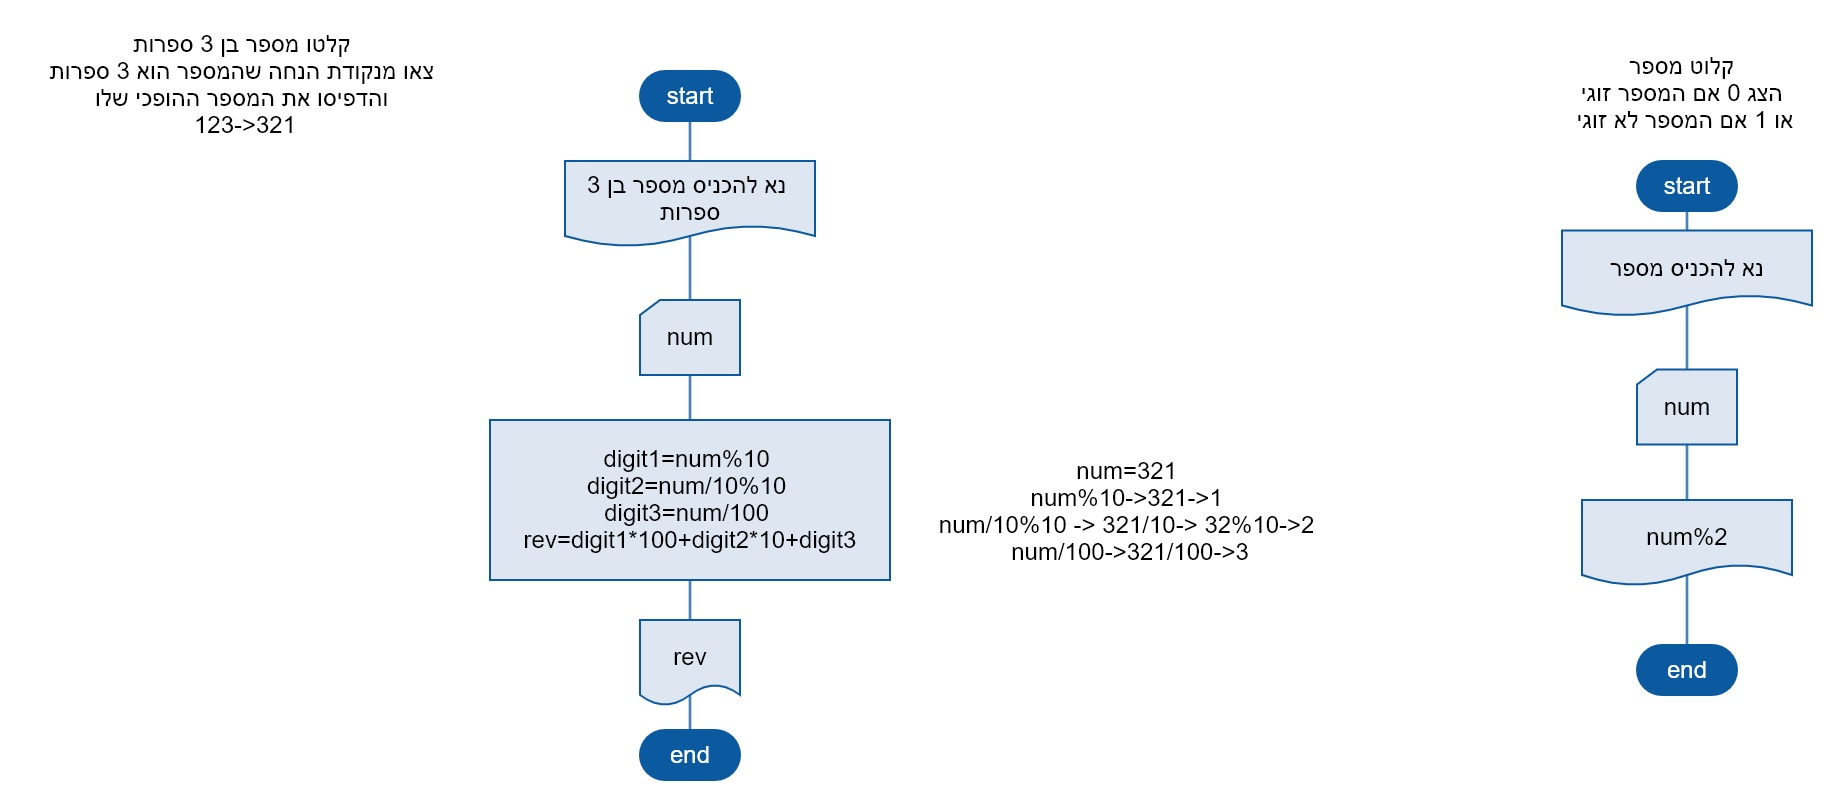 קלטו מספר בן 3 ספרות
צאו מנקודת הנחה שהמספר הוא 3 ספרות
והדפיסו את המספר ההופכי שלו
123->321
start
נא להכניס מספר בן 3
ספרות
num
digit1=num%10
digit2=num/10%10
digit3=num/100
rev=digit1*100+digit2*10+digit3
rev
end
num=321
num%10->321->1
num/10%10 -> 321/10-> 32%10->2
num/100->321/100->3
קלוט מספר
הצג 0 אם המספר זוגי
או 1 אם המספר לא זוגי
start
נא להכניס מספר
num
num%2
end